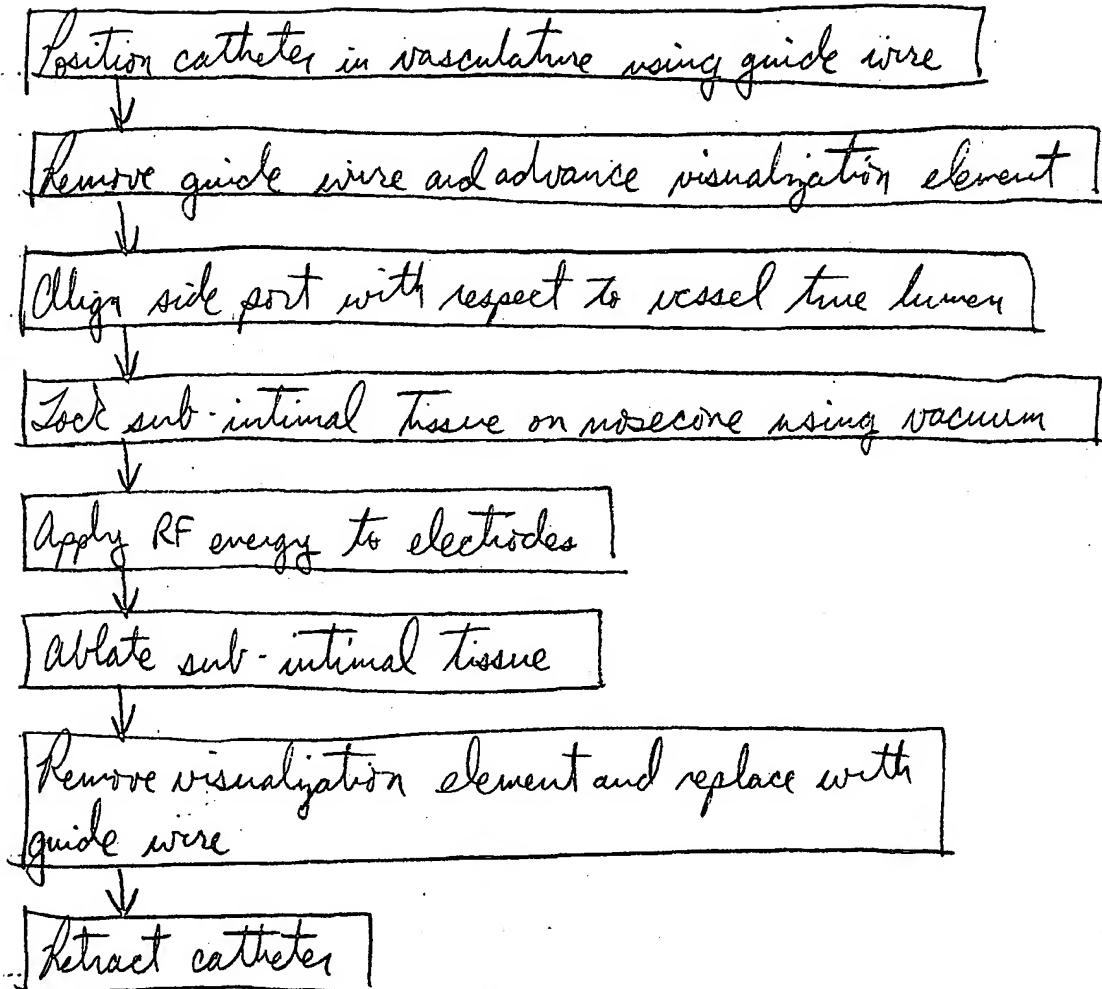 Position catheter in vasculature using guide wire
Remove guide wire and advance visualization element
Align side port with respect to vessel true lumen
Lock sub-intimal tissue on nosecone using vacuum
Apply RF energy to electrodes
Ablate sub-intimal tissue
Remove visualization element and replace with
guide wire
Retract catheter